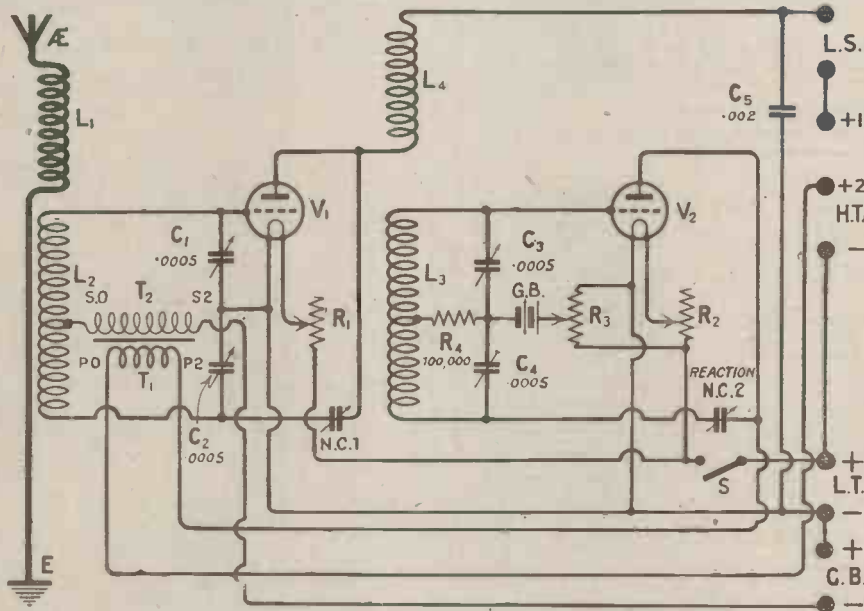 Æ
L1
L4
L.S.
C5
.002
+1
+2
H.T.
−
V1
V2
C1
.0005
C3
.0005
L2
S.O
T2
S2
L3
G.B.
R1
R3
R2
R4
100,000
PO
T1
P2
C4
.0005
REACTION
N.C.2
C2
.0005
N.C.1
S
+
L.T.
−
E
+
G.B.
−